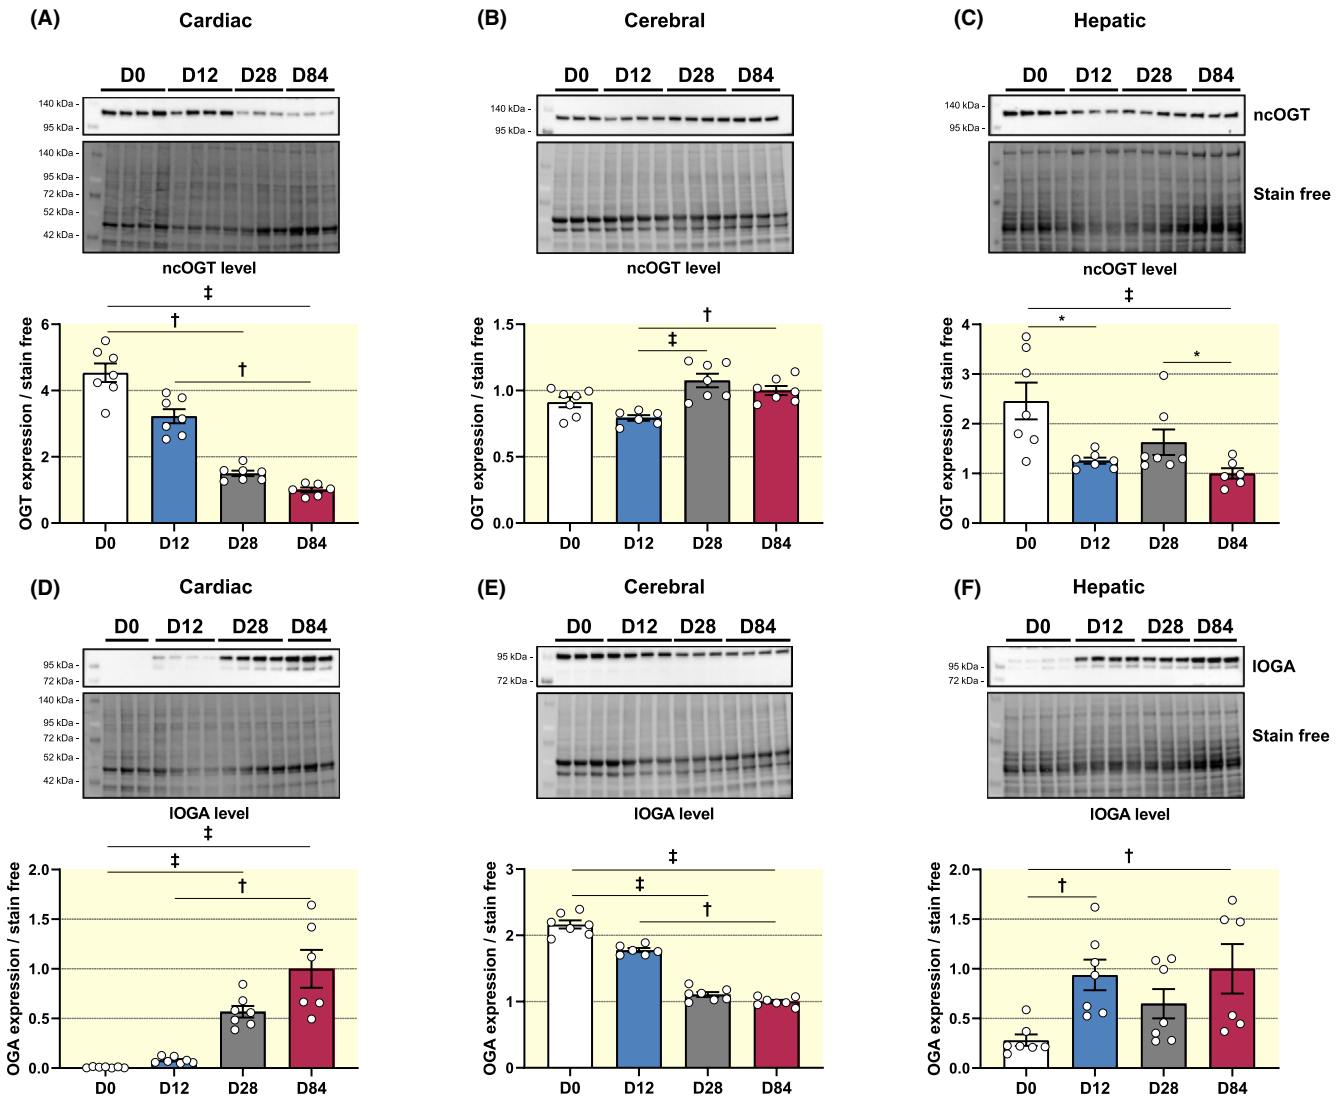 (A) Cardiac
D0 D12 D28 D84
140 kDa -
95 kDa -
140 kDa -
95 kDa -
72 kDa -
52 kDa -
42 kDa -
ncOGT level
‡
†
†
OGT expression / stain free
6
4
2
0
D0 D12 D28 D84
(B) Cerebral
D0 D12 D28 D84
140 kDa -
95 kDa -
ncOGT level
†
‡
OGT expression / stain free
1.5
1.0
0.5
0.0
D0 D12 D28 D84
(C) Hepatic
D0 D12 D28 D84
140 kDa -
95 kDa -
ncOGT
Stain free
ncOGT level
‡
*
*
OGT expression / stain free
4
3
2
1
0
D0 D12 D28 D84
(D) Cardiac
D0 D12 D28 D84
95 kDa -
72 kDa -
140 kDa -
95 kDa -
72 kDa -
52 kDa -
42 kDa -
lOGA level
‡
‡
†
OGA expression / stain free
2.0
1.5
1.0
0.5
0.0
D0 D12 D28 D84
(E) Cerebral
D0 D12 D28 D84
95 kDa -
72 kDa -
lOGA level
‡
‡
†
OGA expression / stain free
3
2
1
0
D0 D12 D28 D84
(F) Hepatic
D0 D12 D28 D84
95 kDa -
72 kDa -
lOGA
Stain free
lOGA level
†
†
OGA expression / stain free
2.0
1.5
1.0
0.5
0.0
D0 D12 D28 D84